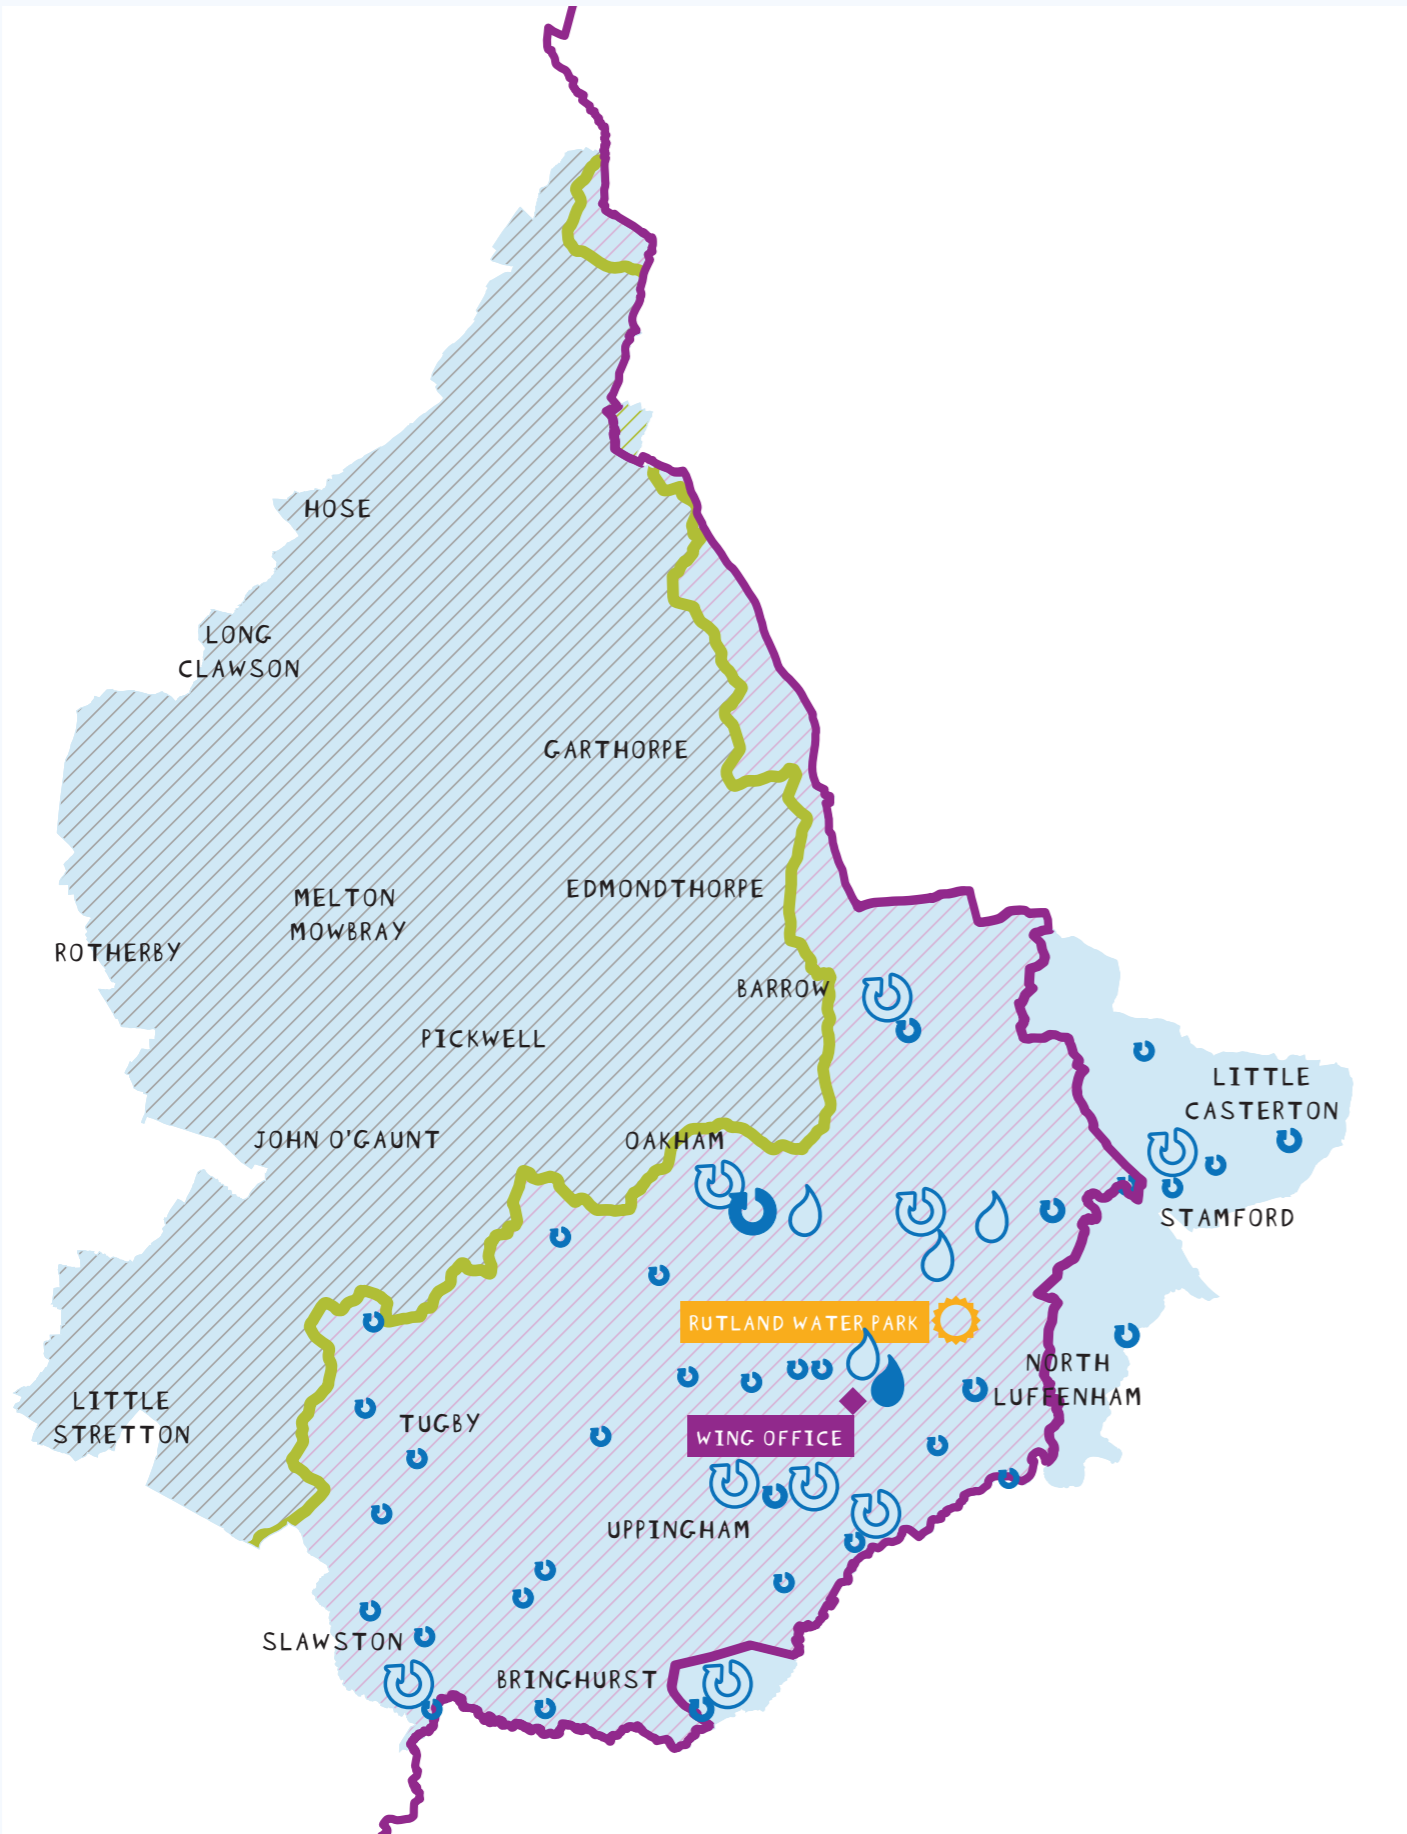 HOSE
LONG
CLAWSON
GARTHORPE
EDMONDTHORPE
MELTON
MOWBRAY
ROTHERBY
BARROW
PICKWELL
LITTLE
CASTERTON
JOHN O'GAUNT
OAKHAM
STAMFORD
RUTLAND WATER PARK
NORTH
LUFFENHAM
LITTLE
STRETTON
TUGBY
WING OFFICE
UPPINGHAM
SLAWSTON
BRINGHURST